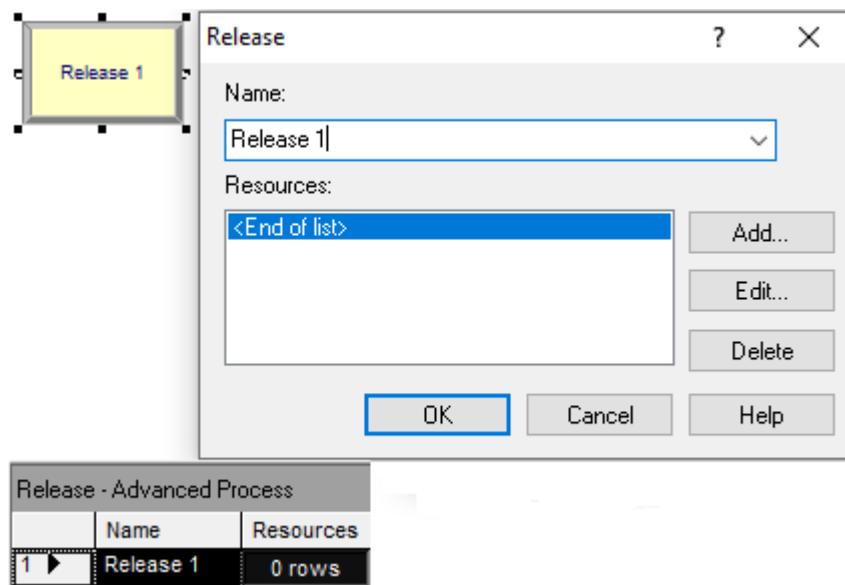 Release 1
Release
?
Name:
Release 1
Resources:
<End of list>
Add...
Edit...
Delete
OK
Cancel
Help
Release - Advanced Process
Name Resources
1 Release 1 0 rows